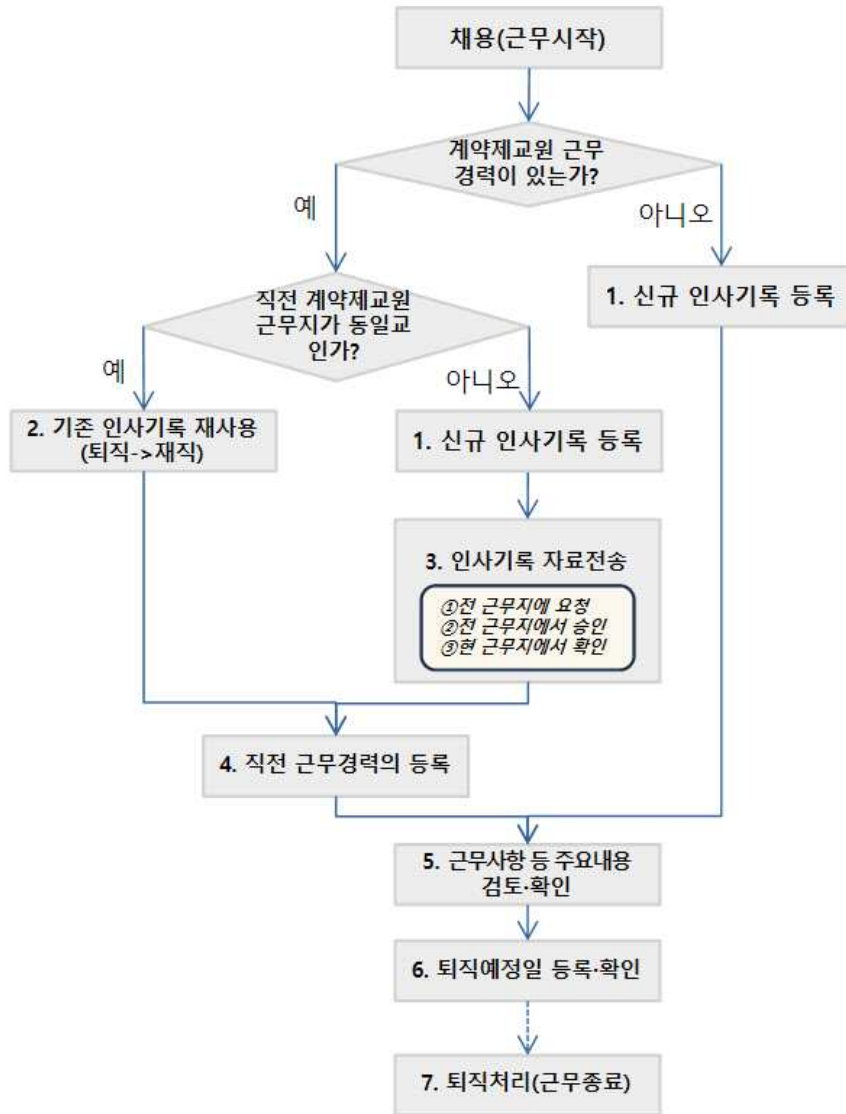 채용(근무시작)
계약제교원 근무
경력이 있는가?
예
아니오
직전 계약제교원
근무지가 동일교
인가?
1. 신규 인사기록 등록
예
아니오
2. 기존 인사기록 재사용
(퇴직->재직)
1. 신규 인사기록 등록
3. 인사기록 자료전송
①전 근무지에 요청
②전 근무지에서 승인
③현 근무지에서 확인
4. 직전 근무경력의 등록
5. 근무사항 등 주요내용
검토·확인
6. 퇴직예정일 등록·확인
7. 퇴직처리(근무종료)